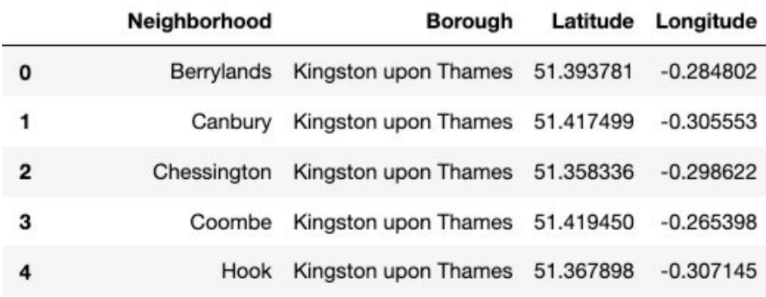 Neighborhood Borough Latitude Longitude
0 Berrylands Kingston upon Thames 51.393781 -0.284802
1 Canbury Kingston upon Thames 51.417499 -0.305553
2 Chessington Kingston upon Thames 51.358336 -0.298622
3 Coombe Kingston upon Thames 51.419450 -0.265398
4 Hook Kingston upon Thames 51.367898 -0.307145